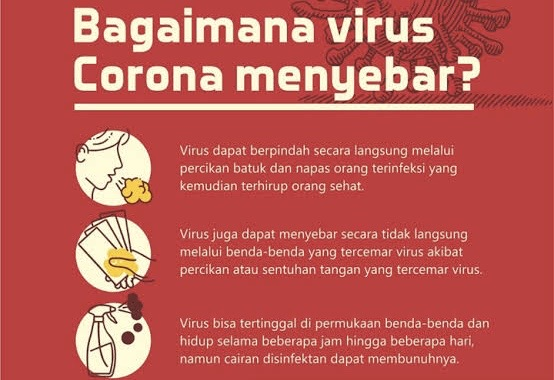 Bagaimana virus
Corona menyebar?
Virus dapat berpindah secara langsung melalui
percikan batuk dan napas orang terinfeksi yang
kemudian terhirup orang sehat.
Virus juga dapat menyebar secara tidak langsung
melalui benda-benda yang tercemar virus akibat
percikan atau sentuhan tangan yang tercemar virus.
Virus bisa tertinggal di permukaan benda-benda dan
hidup selama beberapa jam hingga beberapa hari,
namun cairan disinfektan dapat membunuhnya.